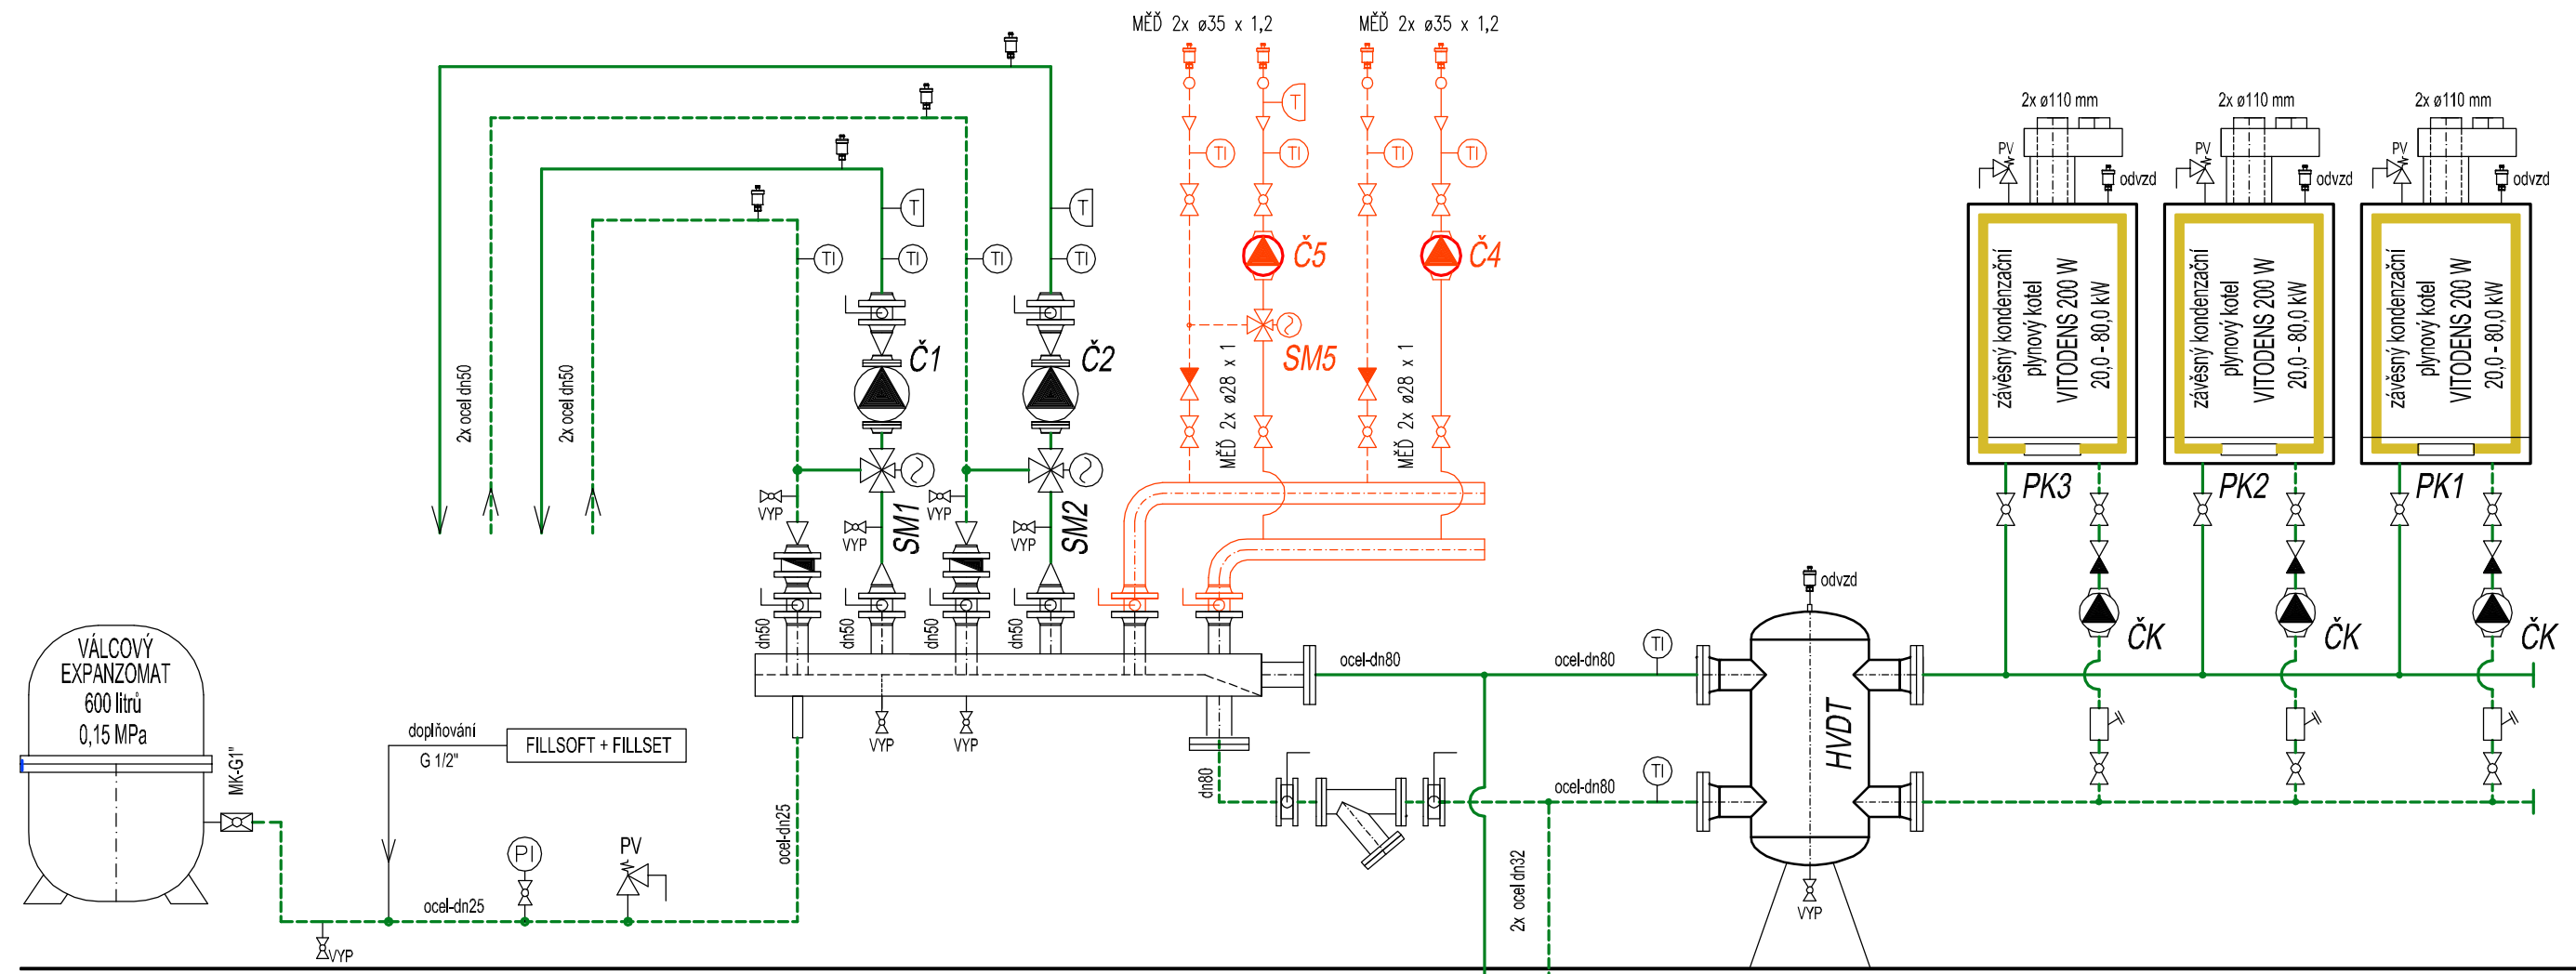 MĚĎ 2x ø35 x 1,2
MĚĎ 2x ø35 x 1,2
2x ø110 mm
2x ø110 mm
2x ø110 mm
PV
PV
PV
odvzd
odvzd
odvzd
T
T
T
TI
TI
TI
TI
TI
TI
TI
TI
Č5
Č4
Č1
Č2
SM5
2x ocel dn50
2x ocel dn50
MĚĎ 2x ø28 x 1
MĚĎ 2x ø28 x 1
závěsný kondenzační
plynový kotel
VITODENS 200 W
20,0 - 80,0 kW
závěsný kondenzační
plynový kotel
VITODENS 200 W
20,0 - 80,0 kW
závěsný kondenzační
plynový kotel
VITODENS 200 W
20,0 - 80,0 kW
PK3
PK2
PK1
VYP
VYP
VYP
VYP
SM1
SM2
dn50
dn50
dn50
dn50
odvzd
ČK
ČK
ČK
VÁLCOVÝ
EXPANZOMAT
600 litrů
0,15 MPa
MK-G1"
doplňování
G 1/2"
FILLSOFT + FILLSET
VYP
VYP
ocel-dn80
ocel-dn80
TI
HVDT
dn80
ocel-dn80
TI
ocel-dn25
PI
PV
ocel-dn25
VYP
2x ocel dn32
VYP